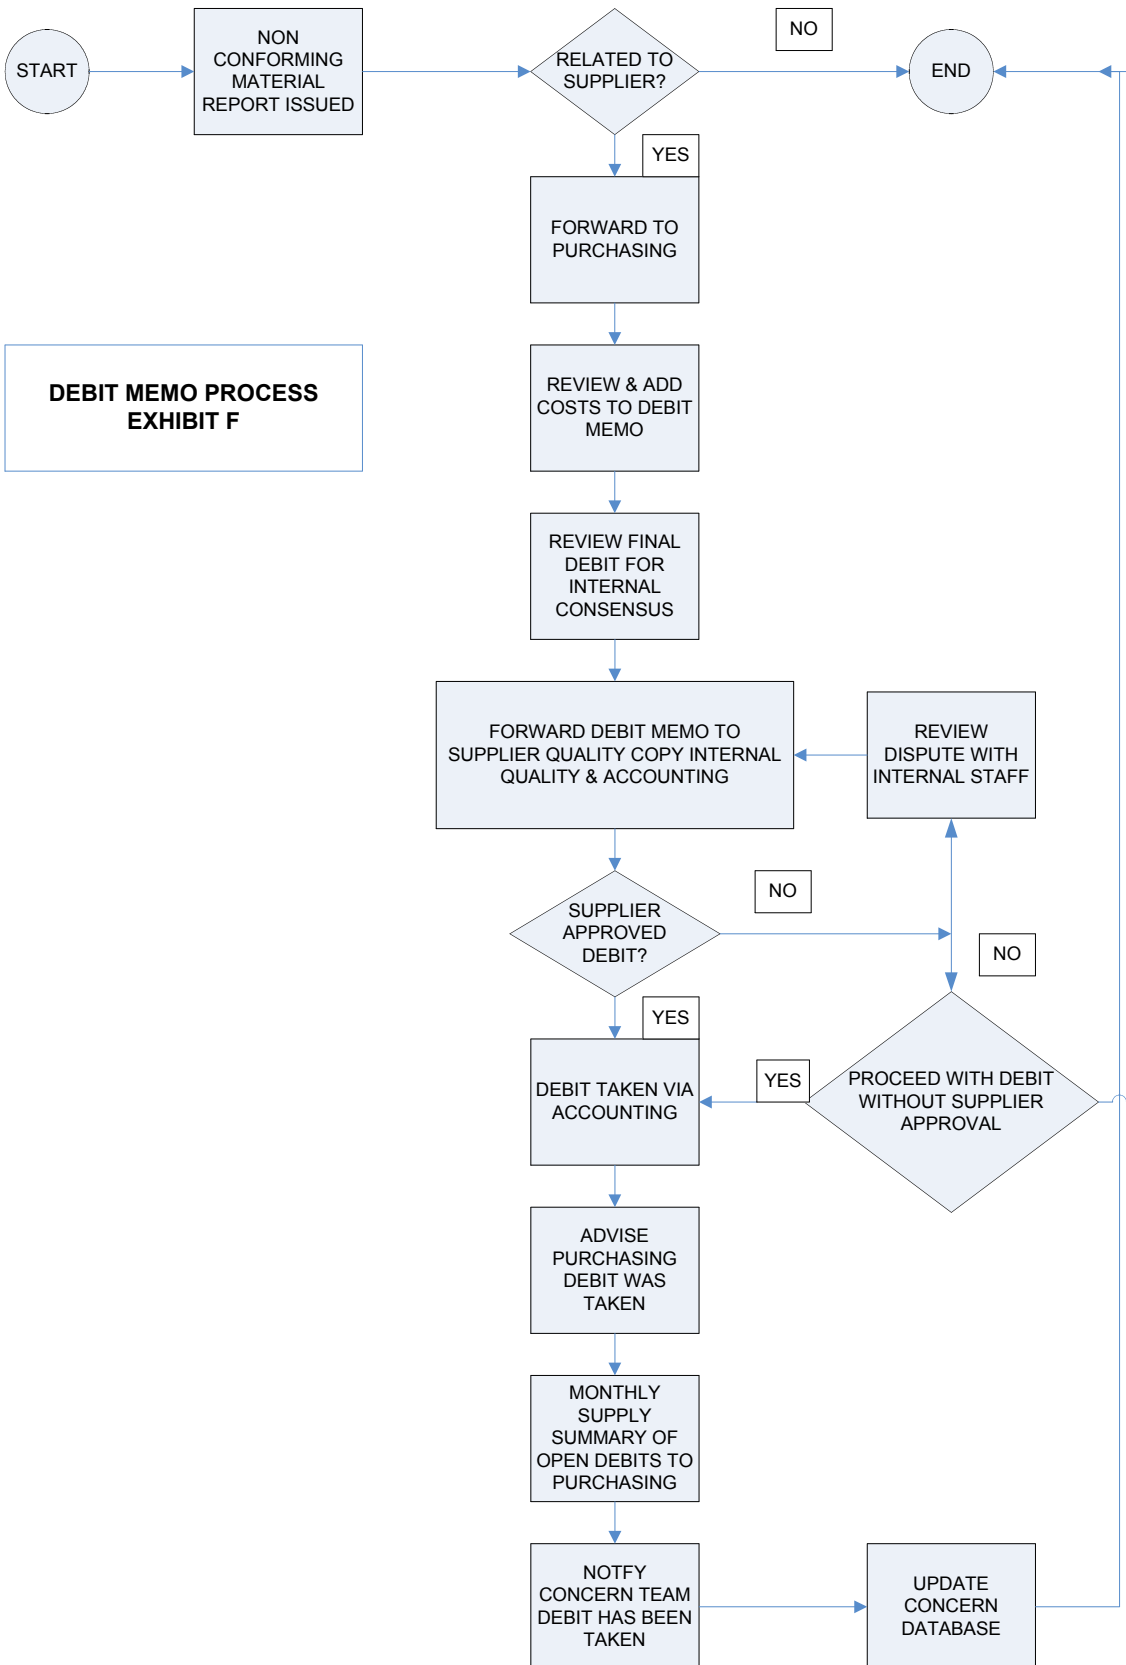 START
NON
CONFORMING
MATERIAL
REPORT ISSUED
RELATED TO
SUPPLIER?
NO
END
YES
FORWARD TO
PURCHASING
DEBIT MEMO PROCESS
EXHIBIT F
REVIEW & ADD
COSTS TO DEBIT
MEMO
REVIEW FINAL
DEBIT FOR
INTERNAL
CONSENSUS
FORWARD DEBIT MEMO TO
SUPPLIER QUALITY COPY INTERNAL
QUALITY & ACCOUNTING
REVIEW
DISPUTE WITH
INTERNAL STAFF
SUPPLIER
APPROVED
DEBIT?
NO
NO
YES
DEBIT TAKEN VIA
ACCOUNTING
YES
PROCEED WITH DEBIT
WITHOUT SUPPLIER
APPROVAL
ADVISE
PURCHASING
DEBIT WAS
TAKEN
MONTHLY
SUPPLY
SUMMARY OF
OPEN DEBITS TO
PURCHASING
NOTFY
CONCERN TEAM
DEBIT HAS BEEN
TAKEN
UPDATE
CONCERN
DATABASE